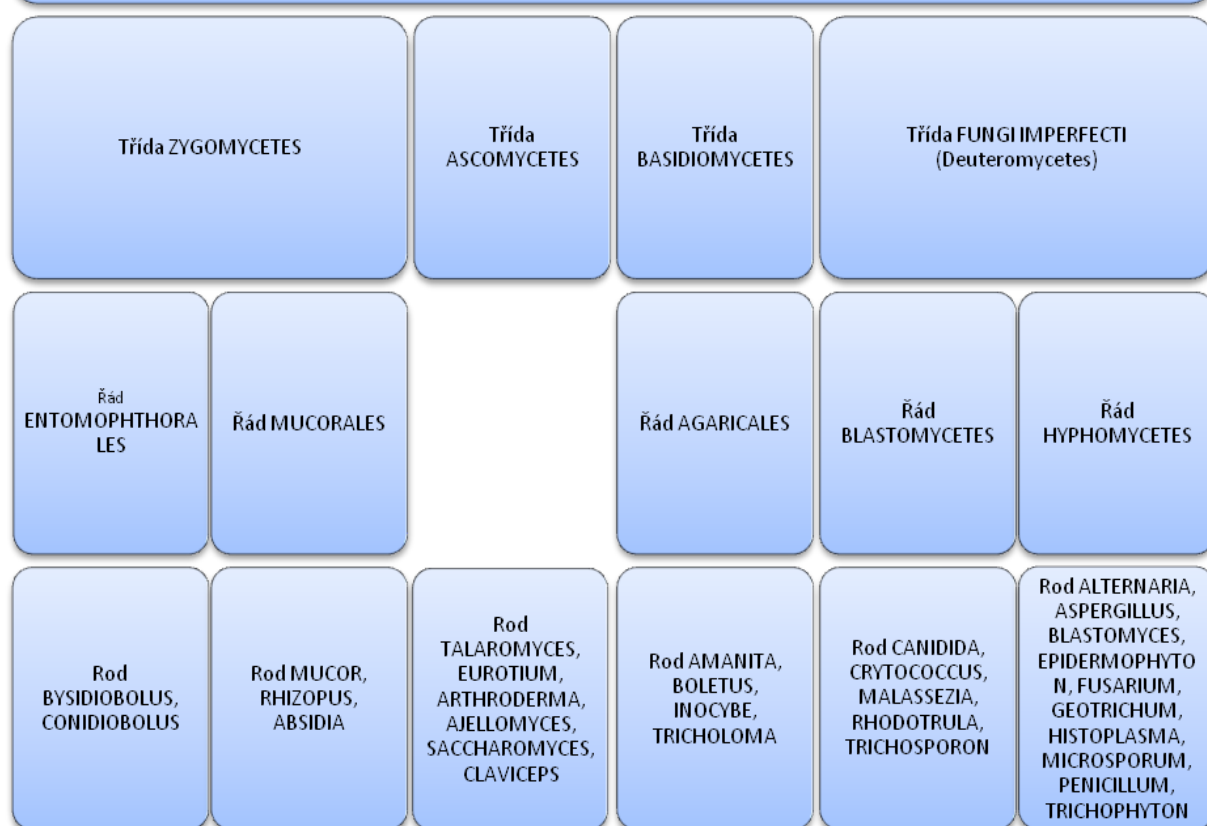 Třída ZYGOMYCETES
Třída
ASCOMYCETES
Třída
BASIDIOMYCETES
Třída FUNGI IMPERFECTI
(Deuteromycetes)
Řád
ENTOMOPHTHORA
LES
Řád MUCORALES
Řád AGARICALES
Řád
BLASTOMYCETES
Řád
HYPHOMYCETES
Rod
BYSIDIOBOLUS,
CONIDIOBOLUS
Rod MUCOR,
RHIZOPUS,
ABSIDIA
Rod
TALAROMYCES,
EUROTIUM,
ARTHRODERMA,
AJELLOMYCES,
SACCHAROMYCES,
CLAVICEPS
Rod AMANITA,
BOLETUS,
INOCYBE,
TRICHOLOMA
Rod CANIDIDA,
CRYTOCOCCUS,
MALASSEZIA,
RHODOTRULA,
TRICHOSPORON
Rod ALTERNARIA,
ASPERGILLUS,
BLASTOMYCES,
EPIDERMOPHYTO
N, FUSARIUM,
GEOTRICHUM,
HISTOPLASMA,
MICROSPORUM,
PENICILLUM,
TRICHOPHYTON